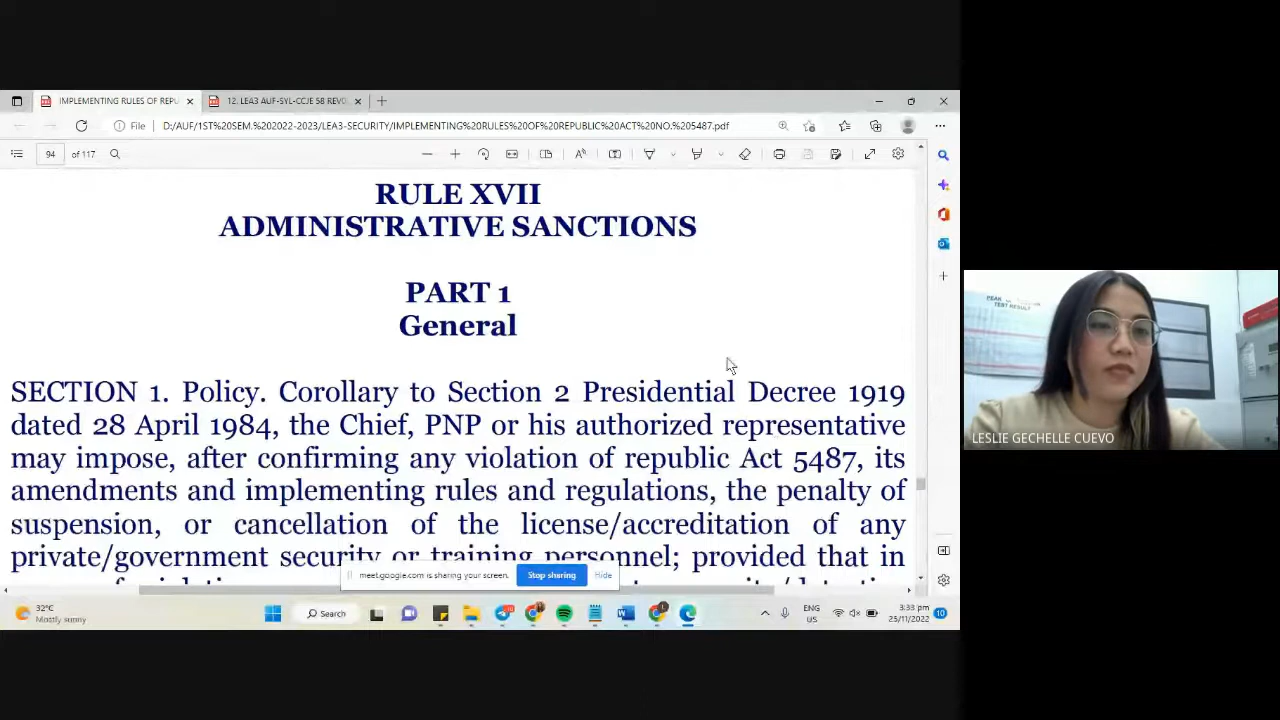 IMPLEMENTING RULES OF REPU
12. LEA3 AUF-SYL-CCJE 58 REV0
File
D:/AUF/1ST%20SEM.%202022-2023/LEA3-SECURITY/IMPLEMENTING%20RULES%20OF%20REPUBLIC%20ACT%20NO.%205487.pdf
94 of 117
RULE XVII
ADMINISTRATIVE SANCTIONS
PART 1
General
SECTION 1. Policy. Corollary to Section 2 Presidential Decree 1919
dated 28 April 1984, the Chief, PNP or his authorized representative
may impose, after confirming any violation of republic Act 5487, its
amendments and implementing rules and regulations, the penalty of
suspension, or cancellation of the license/accreditation of any
private/government security or training personnel; provided that in
meet.google.com is sharing your screen.
Stop sharing
Hide
TEST RESULT
LESLIE GECHELLE CUEVO
32°C
Mostly sunny
Search
ENG
US
3:33 pm
25/11/2022
10